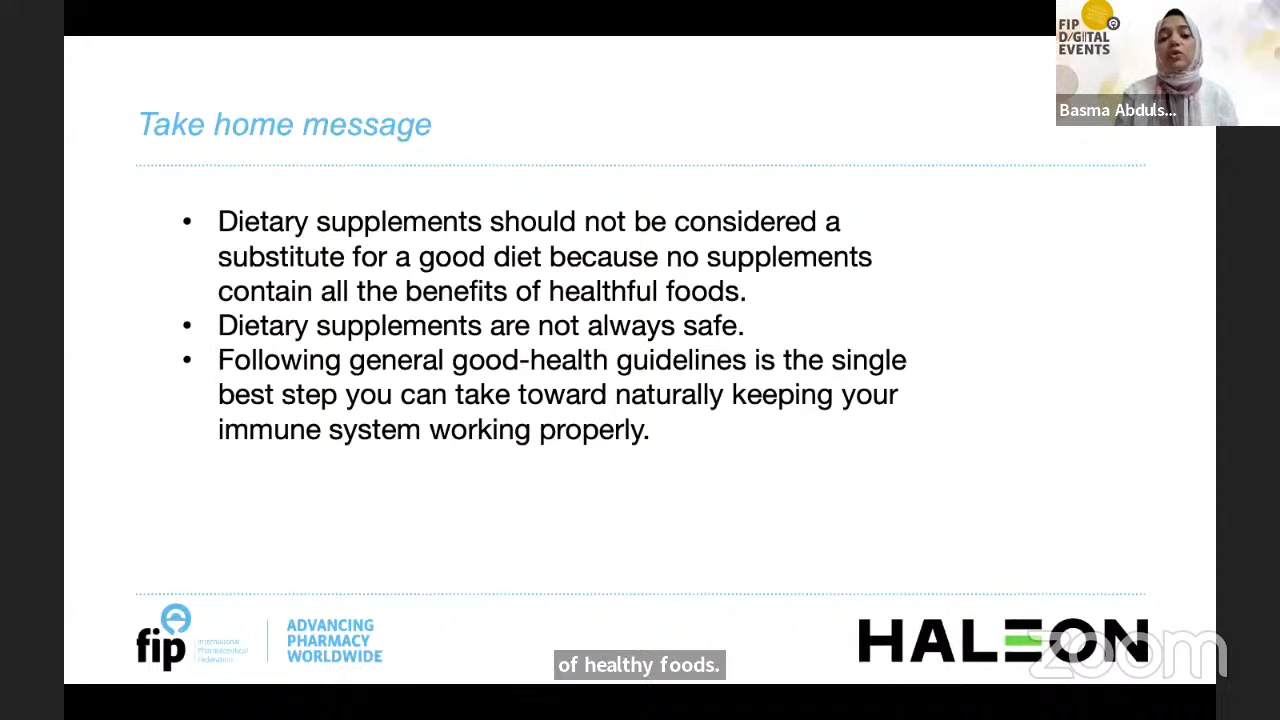 FIP
DIGITAL
EVENTS
Basma Abduls...
Take home message
• Dietary supplements should not be considered a
substitute for a good diet because no supplements
contain all the benefits of healthful foods.
• Dietary supplements are not always safe.
• Following general good-health guidelines is the single
best step you can take toward naturally keeping your
immune system working properly.
fip
International
Pharmaceutical
Federation
ADVANCING
PHARMACY
WORLDWIDE
HALEON
zoom
of healthy foods.